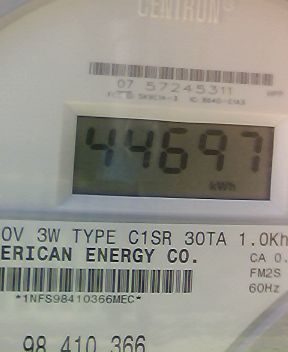 CENTRON
07 57245311
44697
kWh
0V 3W TYPE C1SR 30TA 1.0Kh
ERICAN ENERGY CO.
CA 0.
FM2S
*1NFS98410366MEC*
60Hz
98 410 366